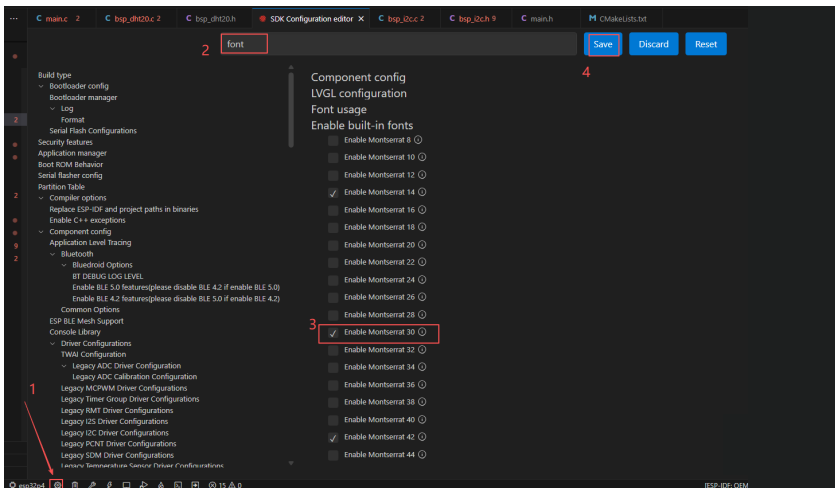 C main.c 2 C bsp_dht20.c 2 C bsp_dht20.h SDK Configuration editor × C bsp_i2c.c 2 C bsp_i2c.h 9 C main.h M CMakeLists.txt
2 font Save Discard Reset
4
Build type
Bootloader config
Bootloader manager
Log
2 Format
Serial Flash Configurations
Security features
Application manager
Boot ROM Behavior
Serial flasher config
Partition Table
2 Compiler options
Replace ESP-IDF and project paths in binaries
Enable C++ exceptions
Component config
9 Application Level Tracing
2 Bluetooth
Bluedroid Options
BT DEBUG LOG LEVEL
Enable BLE 5.0 features(please disable BLE 4.2 if enable BLE 5.0)
Enable BLE 4.2 features(please disable BLE 5.0 if enable BLE 4.2)
Common Options
ESP BLE Mesh Support
Console Library
Driver Configurations
TWAI Configuration
Legacy ADC Driver Configuration
Legacy ADC Calibration Configuration
1 Legacy MCPWM Driver Configurations
Legacy Timer Group Driver Configurations
Legacy RMT Driver Configurations
Legacy I2S Driver Configurations
Legacy I2C Driver Configurations
Legacy PCNT Driver Configurations
Legacy SDM Driver Configurations
Legacy Temperature Sensor Driver Configurations
Component config
LVGL configuration
Font usage
Enable built-in fonts
Enable Montserrat 8
Enable Montserrat 10
Enable Montserrat 12
Enable Montserrat 14
Enable Montserrat 16
Enable Montserrat 18
Enable Montserrat 20
Enable Montserrat 22
Enable Montserrat 24
Enable Montserrat 26
Enable Montserrat 28
3 Enable Montserrat 30
Enable Montserrat 32
Enable Montserrat 34
Enable Montserrat 36
Enable Montserrat 38
Enable Montserrat 40
Enable Montserrat 42
Enable Montserrat 44
esp32p4 15 0 [ESP-IDF: OEM